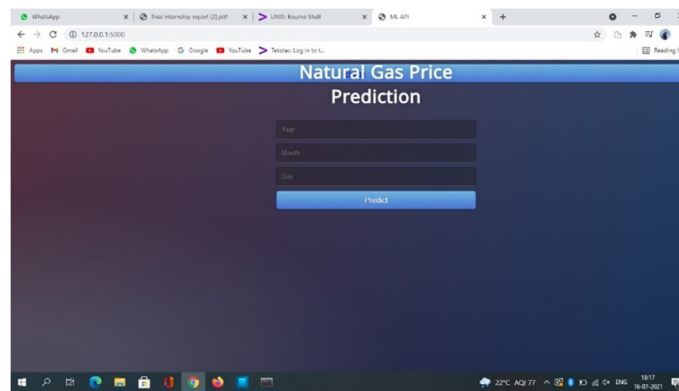 WhatsApp
final internship report (2).pdf
UNIX: Bourne Shell
ML API
127.0.0.1:5000
Apps
Gmail
YouTube
WhatsApp
Google
YouTube
Tekstac: Log in to t...
Reading l
Natural Gas Price
Prediction
Year
Month
Day
Predict
22°C AQI 77
ENG
18:17
16-07-2021